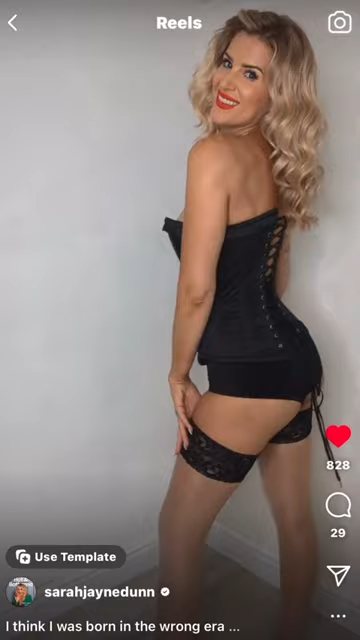 Reels
828
29
Use Template
sarahjaynedunn
I think I was born in the wrong era ...